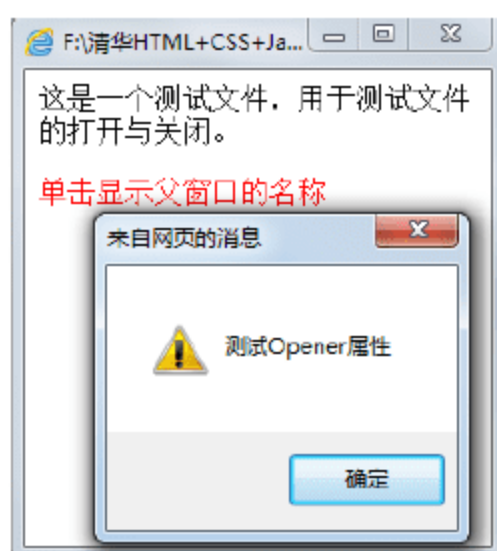 F:\清华HTML+CSS+Ja...
这是一个测试文件，用于测试文件
的打开与关闭。
单击显示父窗口的名称
来自网页的消息
测试Opener属性
确定